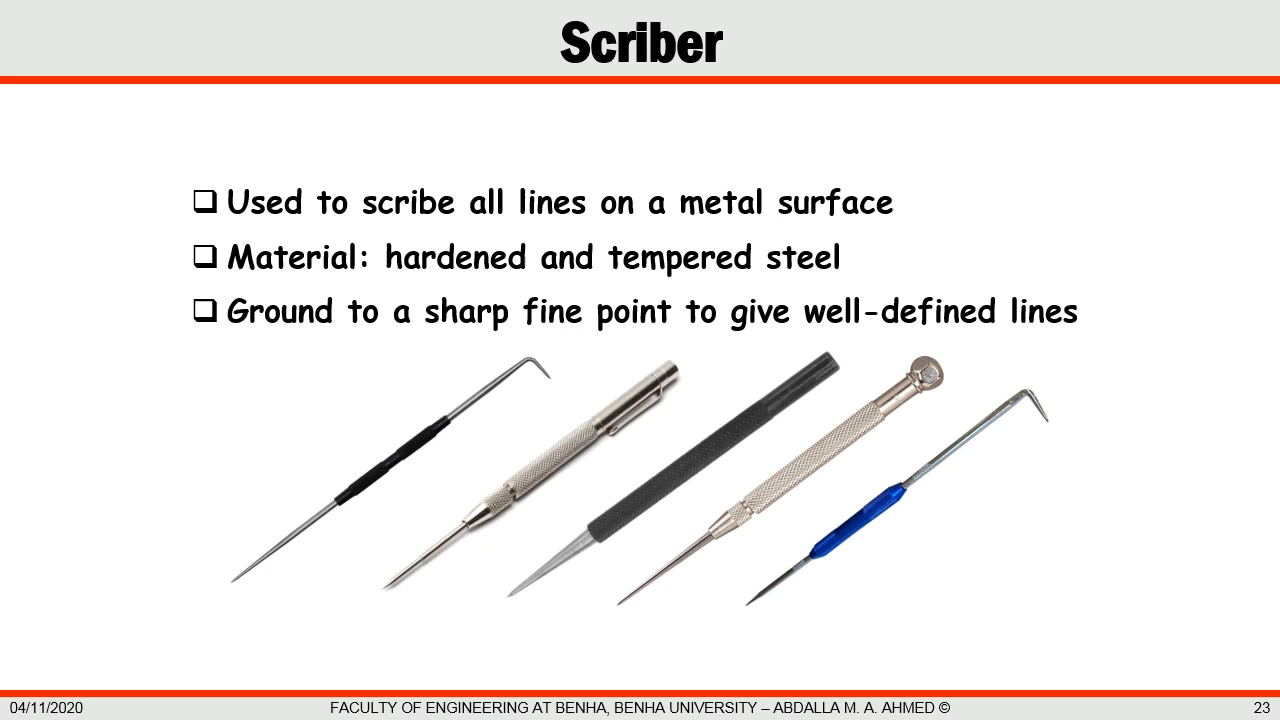 Scriber
❑ Used to scribe all lines on a metal surface
❑ Material: hardened and tempered steel
❑ Ground to a sharp fine point to give well-defined lines
04/11/2020
FACULTY OF ENGINEERING AT BENHA, BENHA UNIVERSITY – ABDALLA M. A. AHMED ©
23